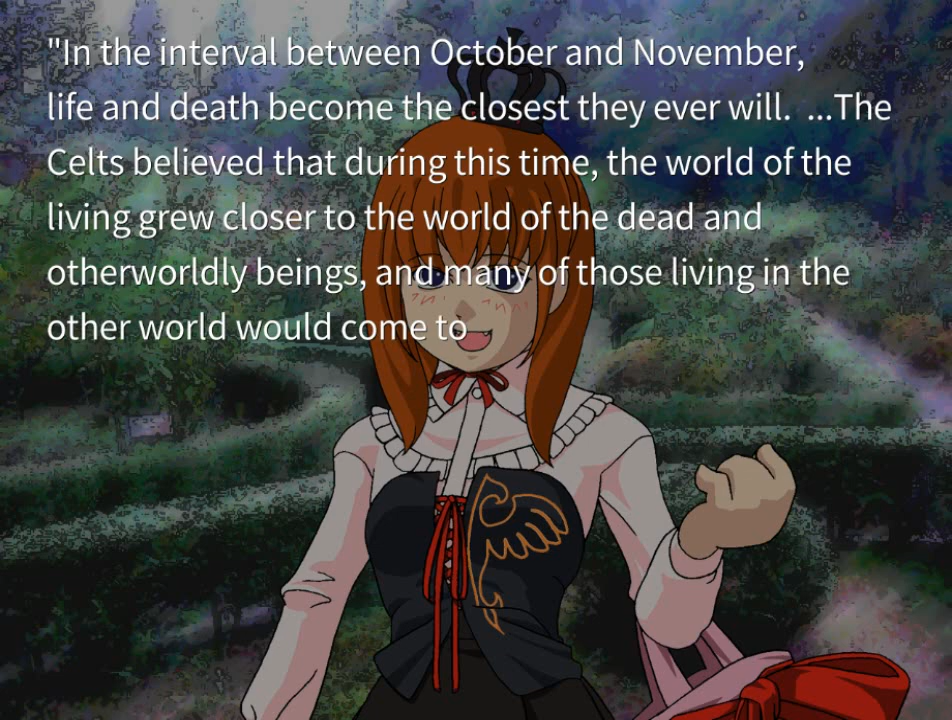 "In the interval between October and November,
life and death become the closest they ever will.  ...The
Celts believed that during this time, the world of the
living grew closer to the world of the dead and
otherworldly beings, and many of those living in the
other world would come to